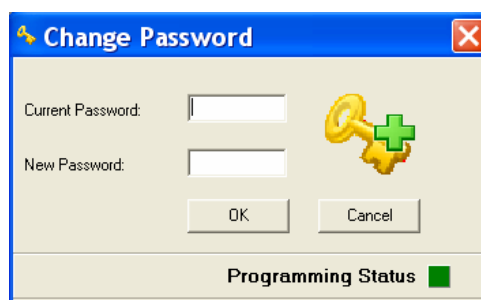 Change Password
Current Password:
New Password:
OK Cancel
Programming Status